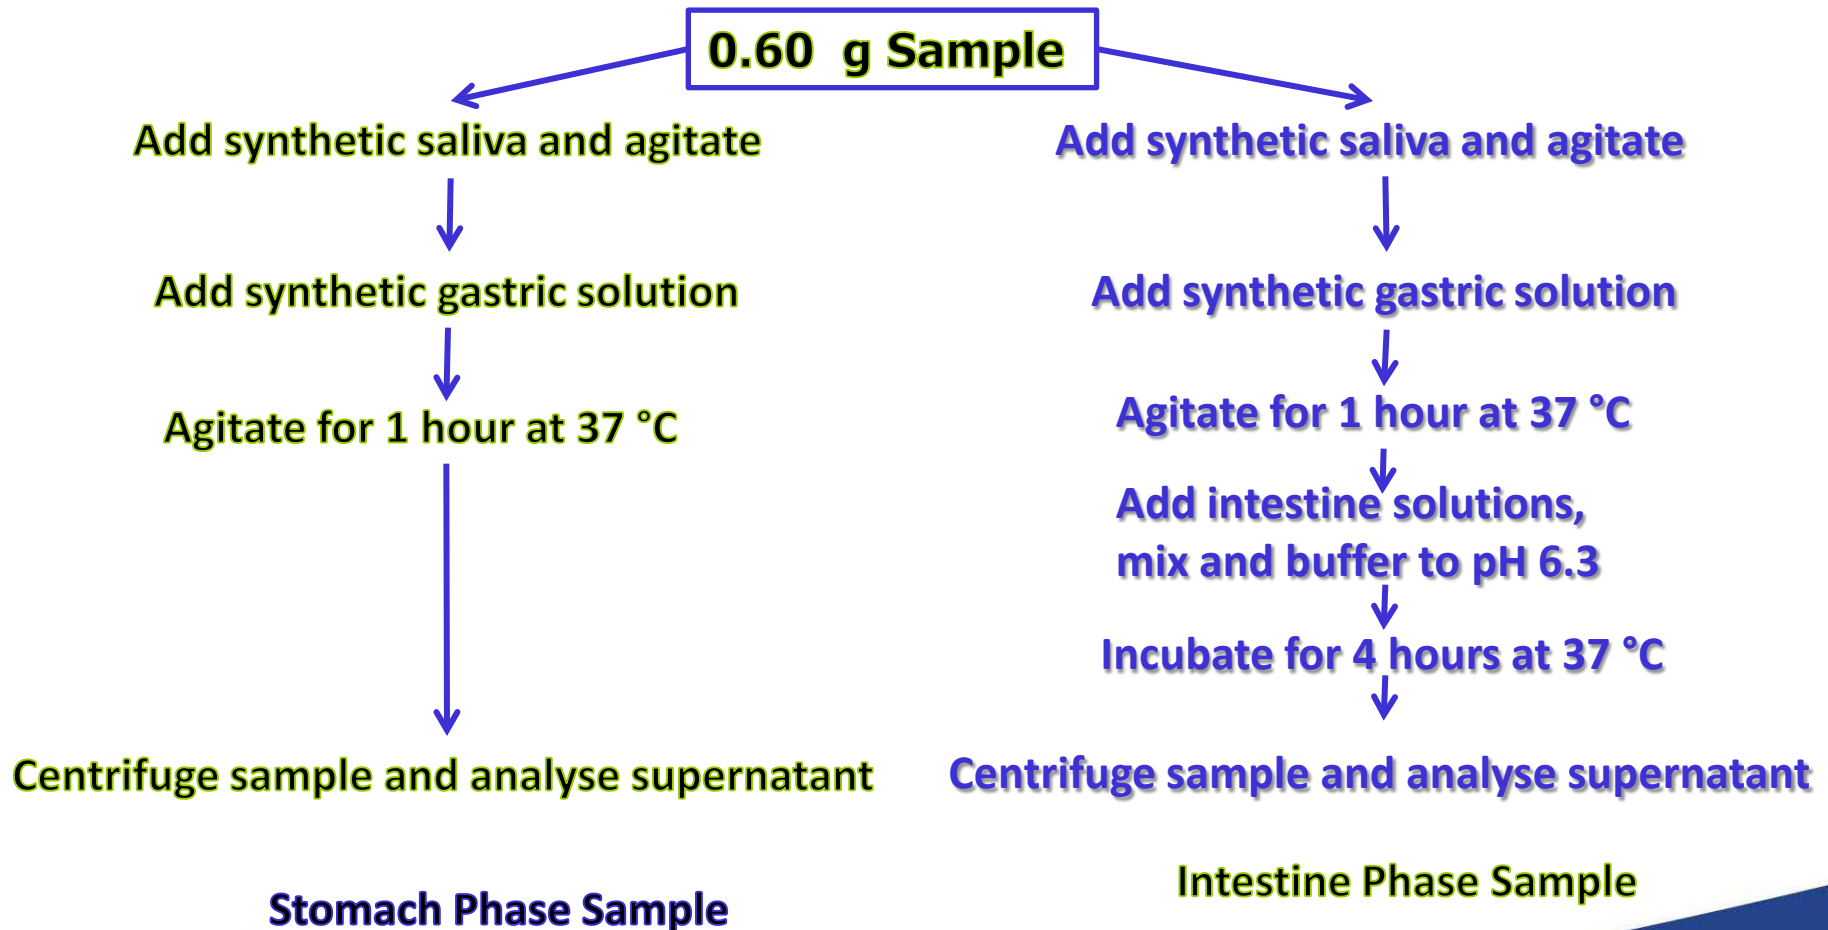 0.60 g Sample
Add synthetic saliva and agitate
Add synthetic gastric solution
Agitate for 1 hour at 37 °C
Centrifuge sample and analyse supernatant
Stomach Phase Sample
Add synthetic saliva and agitate
Add synthetic gastric solution
Agitate for 1 hour at 37 °C
Add intestine solutions,
mix and buffer to pH 6.3
Incubate for 4 hours at 37 °C
Centrifuge sample and analyse supernatant
Intestine Phase Sample